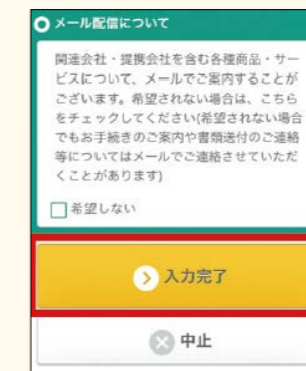 メール配信について
関連会社・提携会社を含む各種商品・サー
ビスについて、メールでご案内することが
ございます。希望されない場合は、こちら
をチェックしてください(希望されない場合
でもお手続きのご案内や書類送付のご連絡
等についてはメールでご連絡させていただ
くことがあります)
希望しない
入力完了
中止